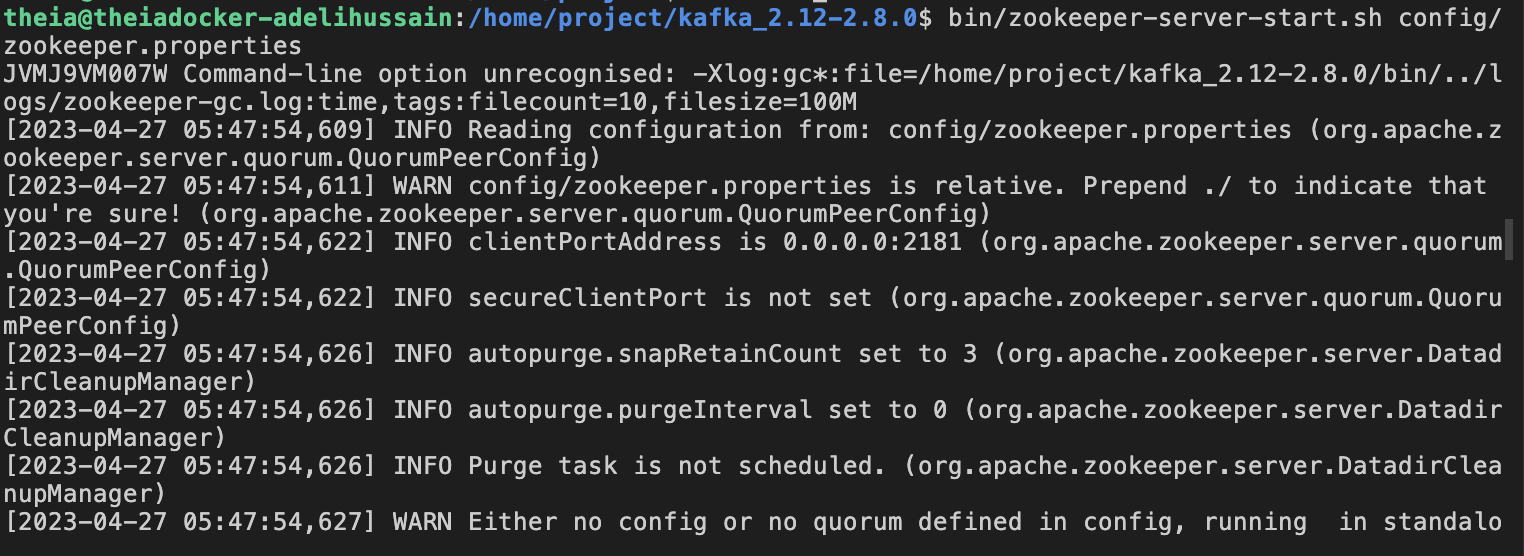 theia@theiadocker-adelihussain:/home/project/kafka_2.12-2.8.0$ bin/zookeeper-server-start.sh config/
zookeeper.properties
JVMJ9VM007W Command-line option unrecognised: -Xlog:gc*:file=/home/project/kafka_2.12-2.8.0/bin/../l
ogs/zookeeper-gc.log:time,tags:filecount=10,filesize=100M
[2023-04-27 05:47:54,609] INFO Reading configuration from: config/zookeeper.properties (org.apache.z
ookeeper.server.quorum.QuorumPeerConfig)
[2023-04-27 05:47:54,611] WARN config/zookeeper.properties is relative. Prepend ./ to indicate that
you're sure! (org.apache.zookeeper.server.quorum.QuorumPeerConfig)
[2023-04-27 05:47:54,622] INFO clientPortAddress is 0.0.0.0:2181 (org.apache.zookeeper.server.quorum
.QuorumPeerConfig)
[2023-04-27 05:47:54,622] INFO secureClientPort is not set (org.apache.zookeeper.server.quorum.Quoru
mPeerConfig)
[2023-04-27 05:47:54,626] INFO autopurge.snapRetainCount set to 3 (org.apache.zookeeper.server.Datad
irCleanupManager)
[2023-04-27 05:47:54,626] INFO autopurge.purgeInterval set to 0 (org.apache.zookeeper.server.Datadir
CleanupManager)
[2023-04-27 05:47:54,626] INFO Purge task is not scheduled. (org.apache.zookeeper.server.DatadirClea
nupManager)
[2023-04-27 05:47:54,627] WARN Either no config or no quorum defined in config, running  in standalo